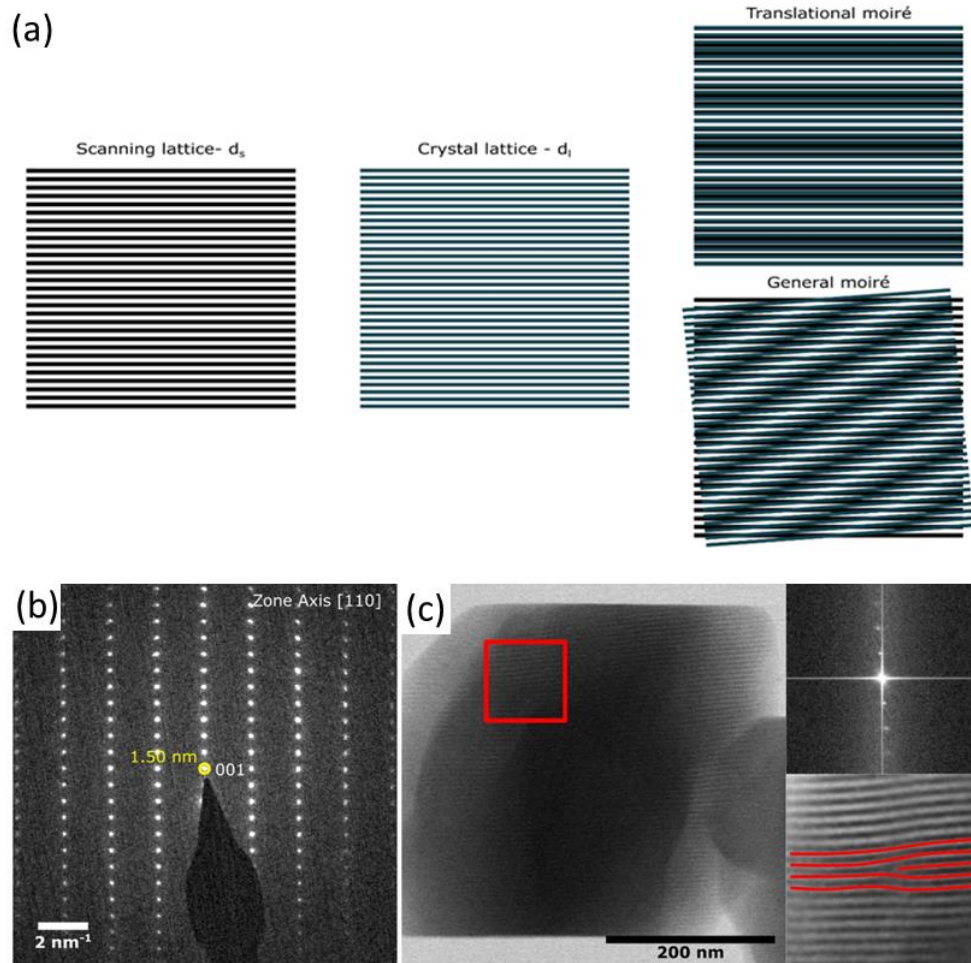 (a)
Translational moiré
Scanning lattice- dₛ
Crystal lattice - dₗ
General moiré
(b)
Zone Axis [110]
1.50 nm
001
2 nm⁻¹
(c)
200 nm